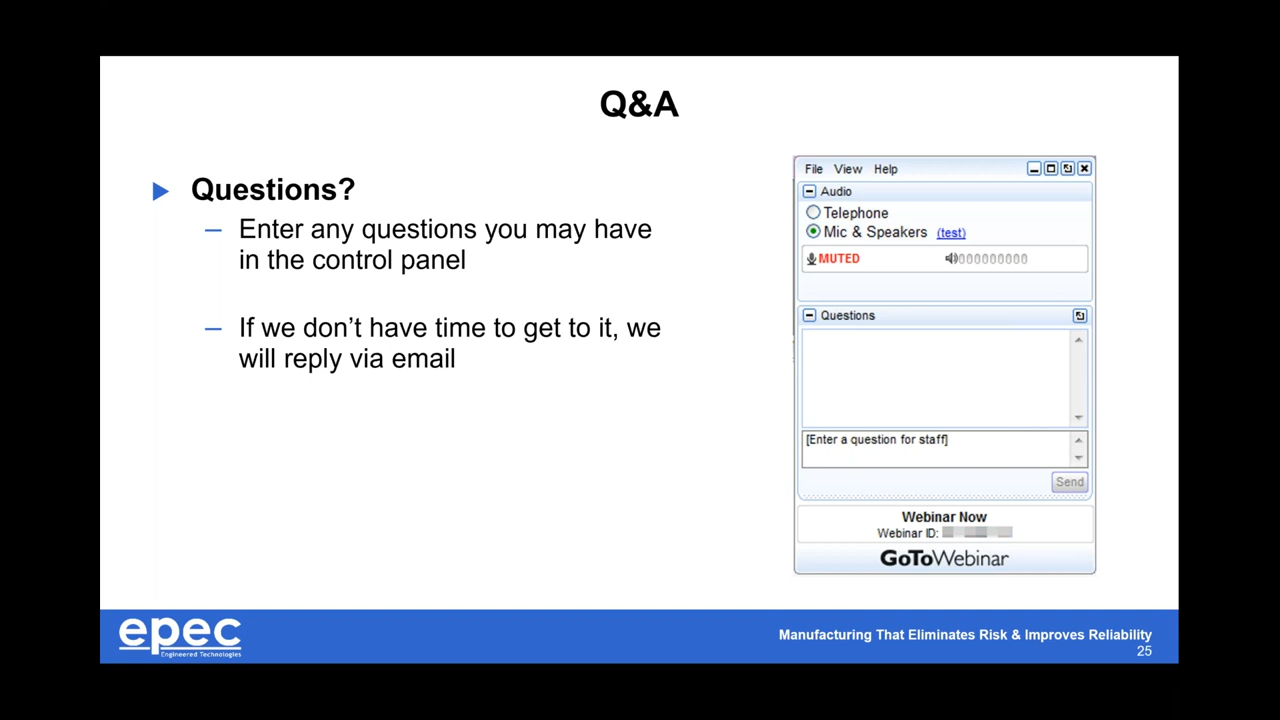 Q&A
Questions?
– Enter any questions you may have
in the control panel
– If we don’t have time to get to it, we
will reply via email
File View Help
Audio
Telephone
Mic & Speakers (test)
MUTED
Questions
[Enter a question for staff]
Send
Webinar Now
Webinar ID:
GoToWebinar
epec
Engineered Technologies
Manufacturing That Eliminates Risk & Improves Reliability
25